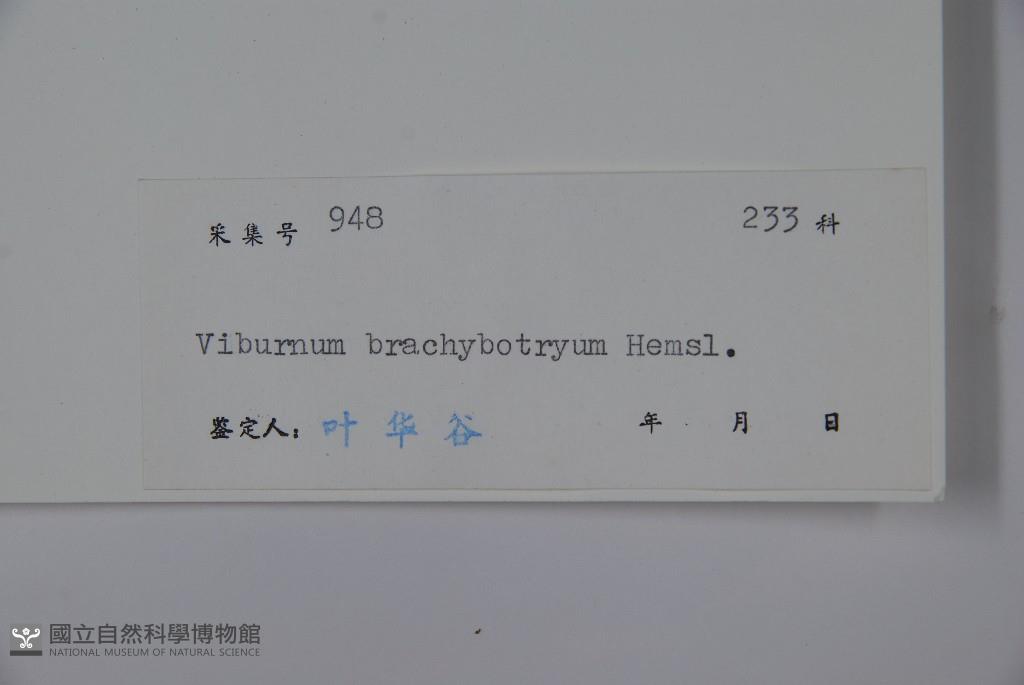 采集号 948 233 科
Viburnum brachybotryum Hemsl.
鉴定人: 叶华谷 年 月 日
國立自然科學博物館
NATIONAL MUSEUM OF NATURAL SCIENCE